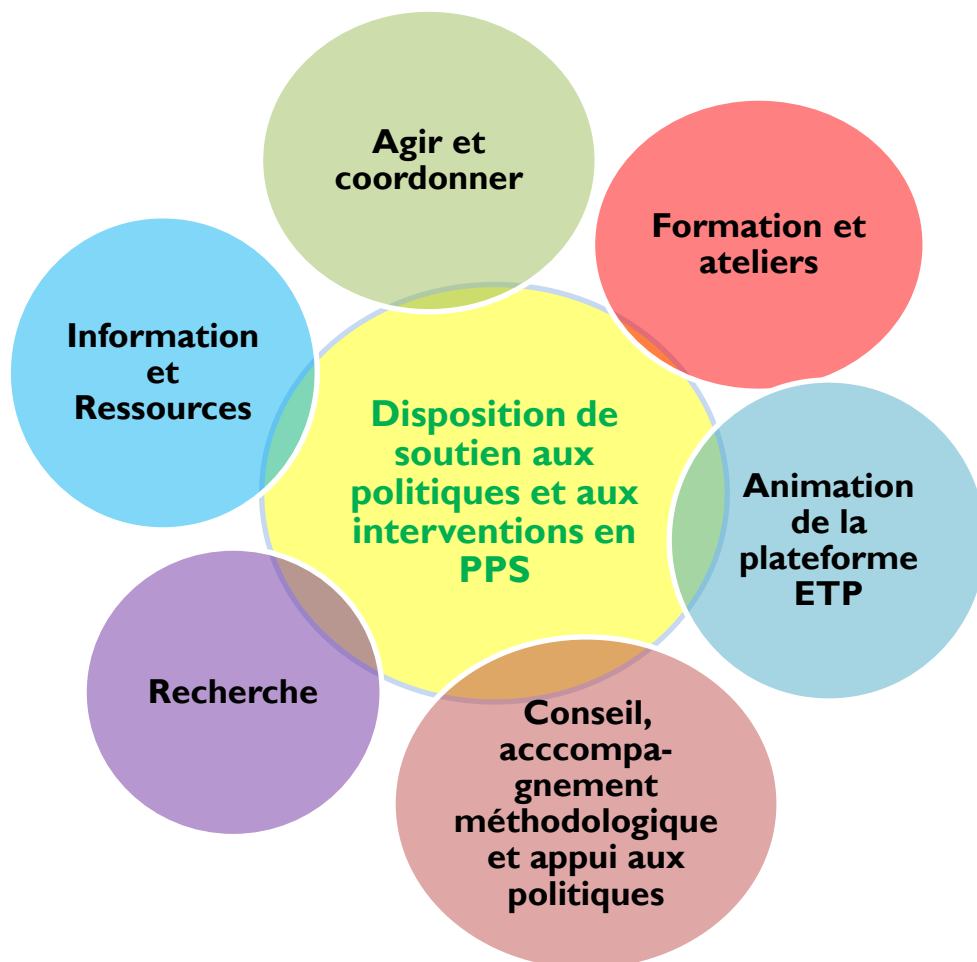 Agir et
coordonner
Formation et
ateliers
Information
et
Ressources
Disposition de
soutien aux
politiques et aux
interventions en
PPS
Animation
de la
plateforme
ETP
Recherche
Conseil,
acccompa-
gnement
méthodologique
et appui aux
politiques